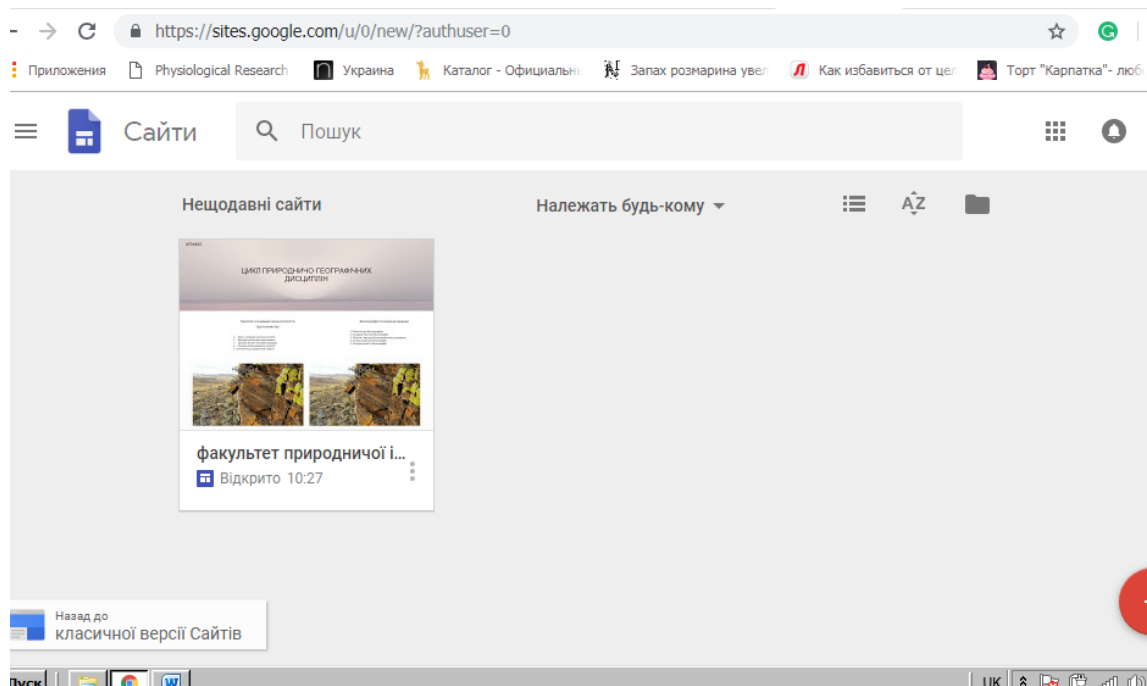 https://sites.google.com/u/0/new/?authuser=0
Приложения Physiological Research Украина Каталог - Официальн Запах розмарина увел Как избавиться от цел Торт "Карпатка"- люб
Сайти Пошук
Нещодавні сайти Належать будь-кому AZ
ЦИКЛ ПРИРОДНИЧО ГЕОГРАФІЧНИХ
ДИСЦИПЛІН
факультет природничої і...
Відкрито 10:27
Назад до
класичної версії Сайтів
Пуск W UK